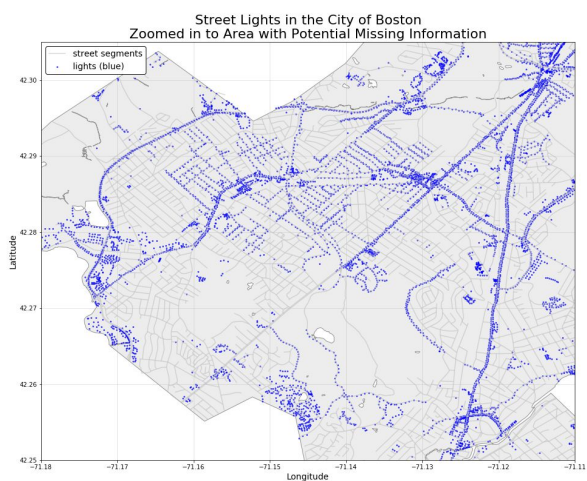 Street Lights in the City of Boston
Zoomed in to Area with Potential Missing Information
street segments
lights (blue)
42.30
42.29
42.28
42.27
42.26
42.25
Latitude
−71.18
−71.17
−71.16
−71.15
−71.14
−71.13
−71.12
−71.11
Longitude